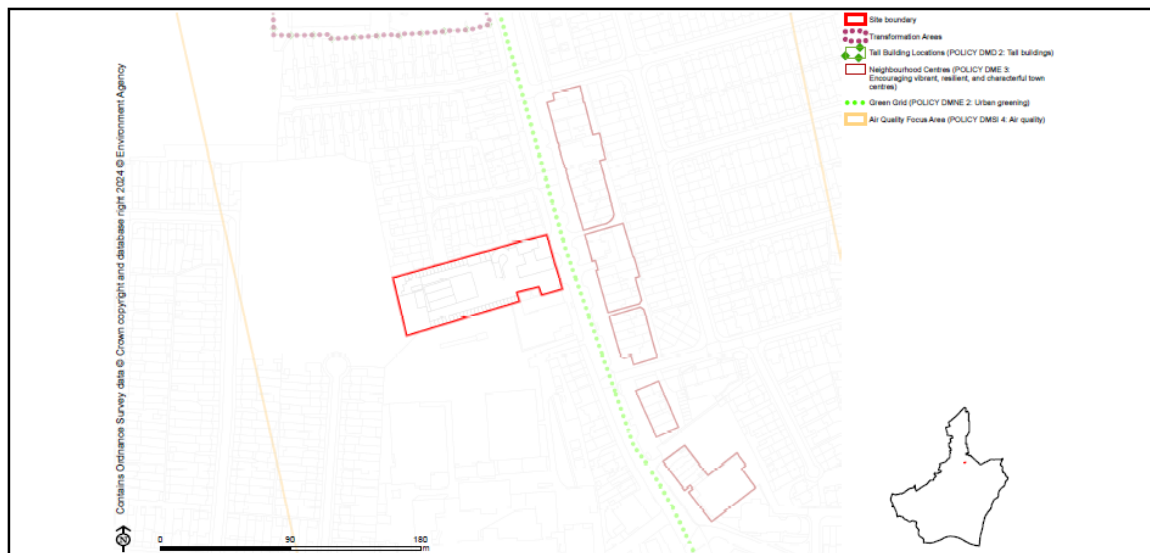 Site boundary
Transformation Areas
Tall Building Locations (POLICY DMD 2: Tall buildings)
Neighbourhood Centres (POLICY DME 3:
Encouraging vibrant, resilient, and characterful town
centres)
Green Grid (POLICY DMNE 2: Urban greening)
Air Quality Focus Area (POLICY DMSI 4: Air quality)
Contains Ordnance Survey data © Crown copyright and database right 2024 © Environment Agency
N
0 90 180
m